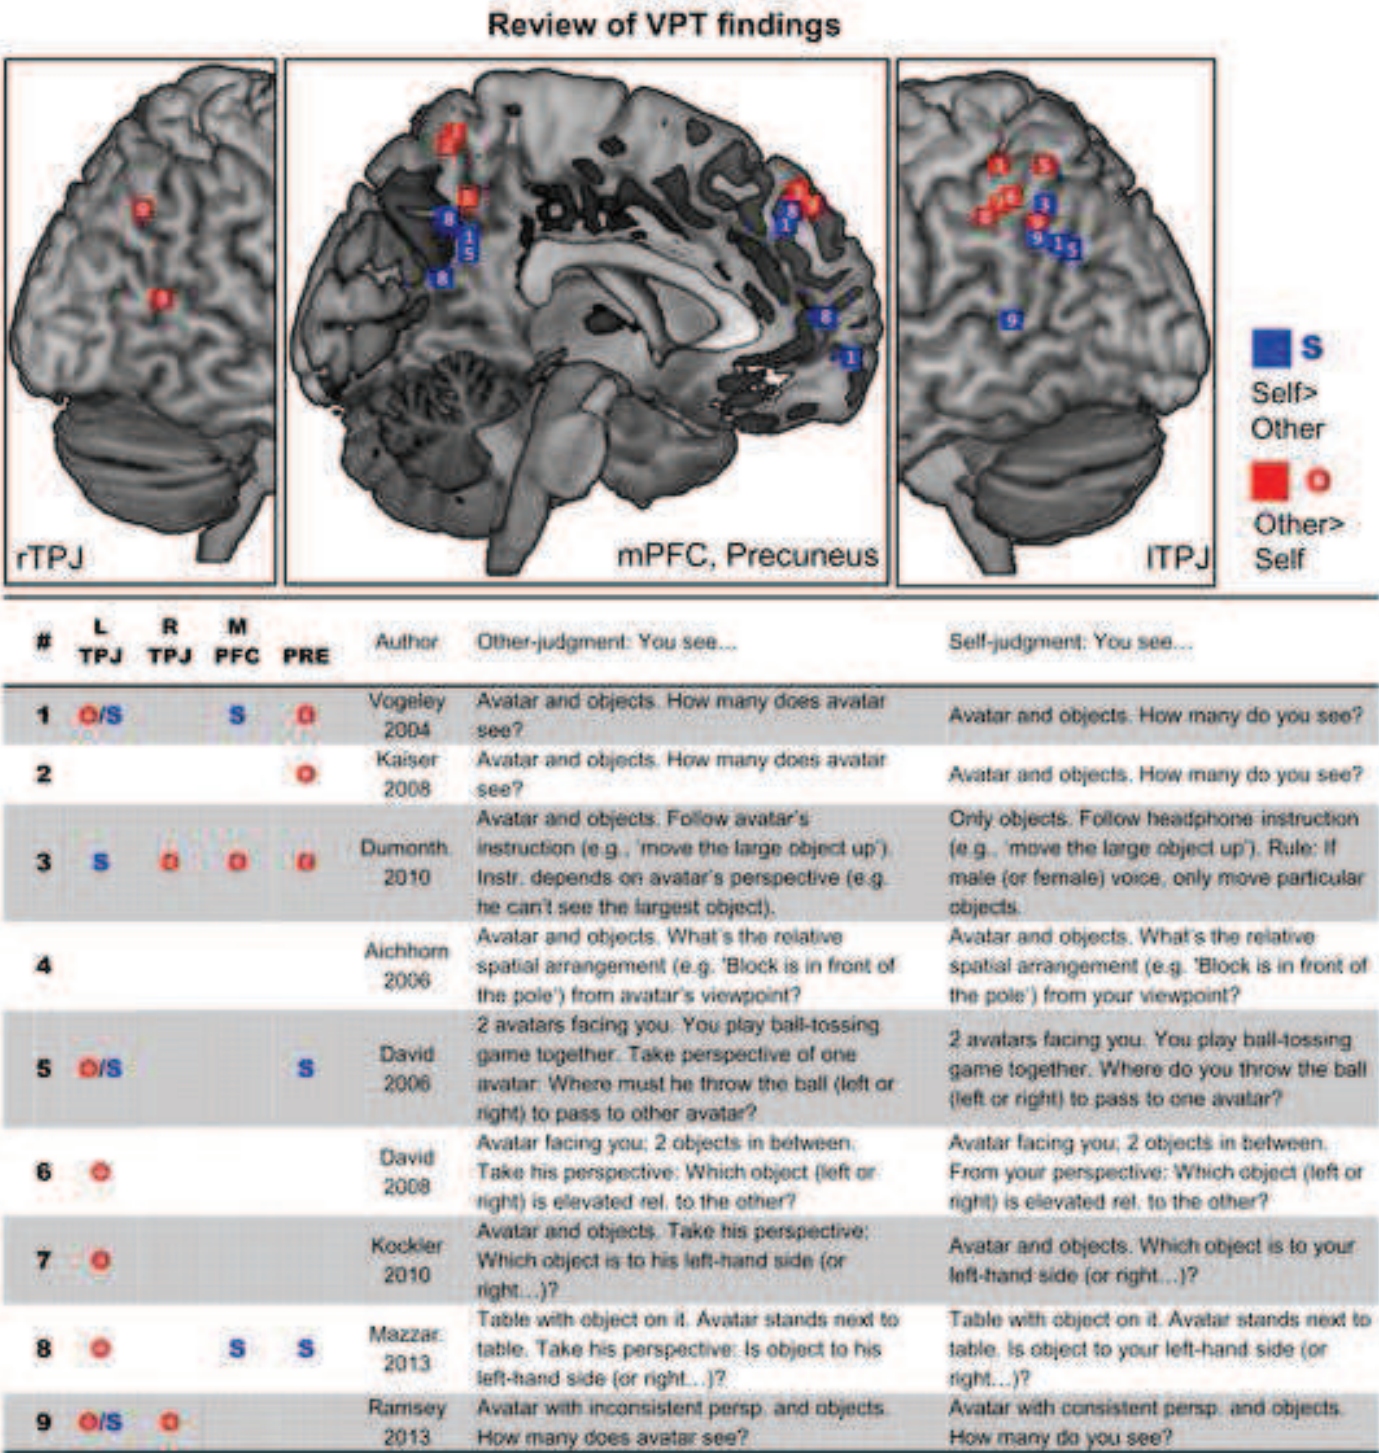 Review of VPT findings
rTPJ
mPFC, Precuneus
lTPJ
S
Self>
Other
O
Other>
Self
8
1
5
8
8
1
8
1
3
9
1
5
9
# L TPJ R TPJ M PFC PRE Author Other-judgment: You see... Self-judgment: You see...
1 O/S S O Vogeley 2004
Avatar and objects. How many does avatar
see?
Avatar and objects. How many do you see?
2 O Kaiser 2008
Avatar and objects. How many does avatar
see?
Avatar and objects. How many do you see?
3 S O O O Dumonth. 2010
Avatar and objects. Follow avatar's
instruction (e.g., 'move the large object up').
Instr. depends on avatar's perspective (e.g.
he can't see the largest object).
Only objects. Follow headphone instruction
(e.g., 'move the large object up'). Rule: If
male (or female) voice, only move particular
objects.
4 Aichhorn 2006
Avatar and objects. What's the relative
spatial arrangement (e.g. 'Block is in front of
the pole') from avatar's viewpoint?
Avatar and objects. What's the relative
spatial arrangement (e.g. 'Block is in front of
the pole') from your viewpoint?
5 O/S S David 2006
2 avatars facing you. You play ball-tossing
game together. Take perspective of one
avatar: Where must he throw the ball (left or
right) to pass to other avatar?
2 avatars facing you. You play ball-tossing
game together. Where do you throw the ball
(left or right) to pass to one avatar?
6 O David 2008
Avatar facing you; 2 objects in between.
Take his perspective: Which object (left or
right) is elevated rel. to the other?
Avatar facing you; 2 objects in between.
From your perspective: Which object (left or
right) is elevated rel. to the other?
7 O Kockler 2010
Avatar and objects. Take his perspective:
Which object is to his left-hand side (or
right...)?
Avatar and objects. Which object is to your
left-hand side (or right...)?
8 O S S Mazzar. 2013
Table with object on it. Avatar stands next to
table. Take his perspective: Is object to his
left-hand side (or right...)?
Table with object on it. Avatar stands next to
table. Is object to your left-hand side (or
right...)?
9 O/S O Ramsey 2013
Avatar with inconsistent persp. and objects.
How many does avatar see?
Avatar with consistent persp. and objects.
How many do you see?